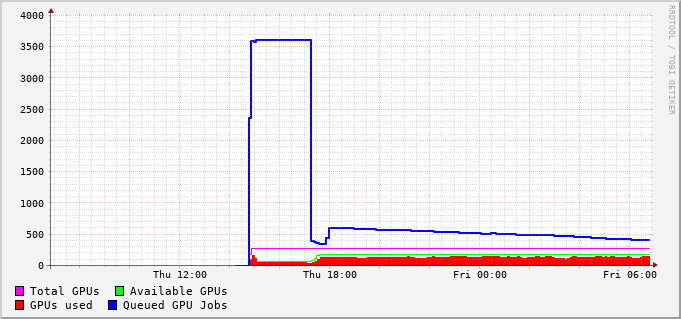 RRDTOOL / TOBI OETIKER
4000
3500
3000
2500
2000
1500
1000
500
0
Thu 12:00 Thu 18:00 Fri 00:00 Fri 06:00
Total GPUs Available GPUs
GPUs used Queued GPU Jobs